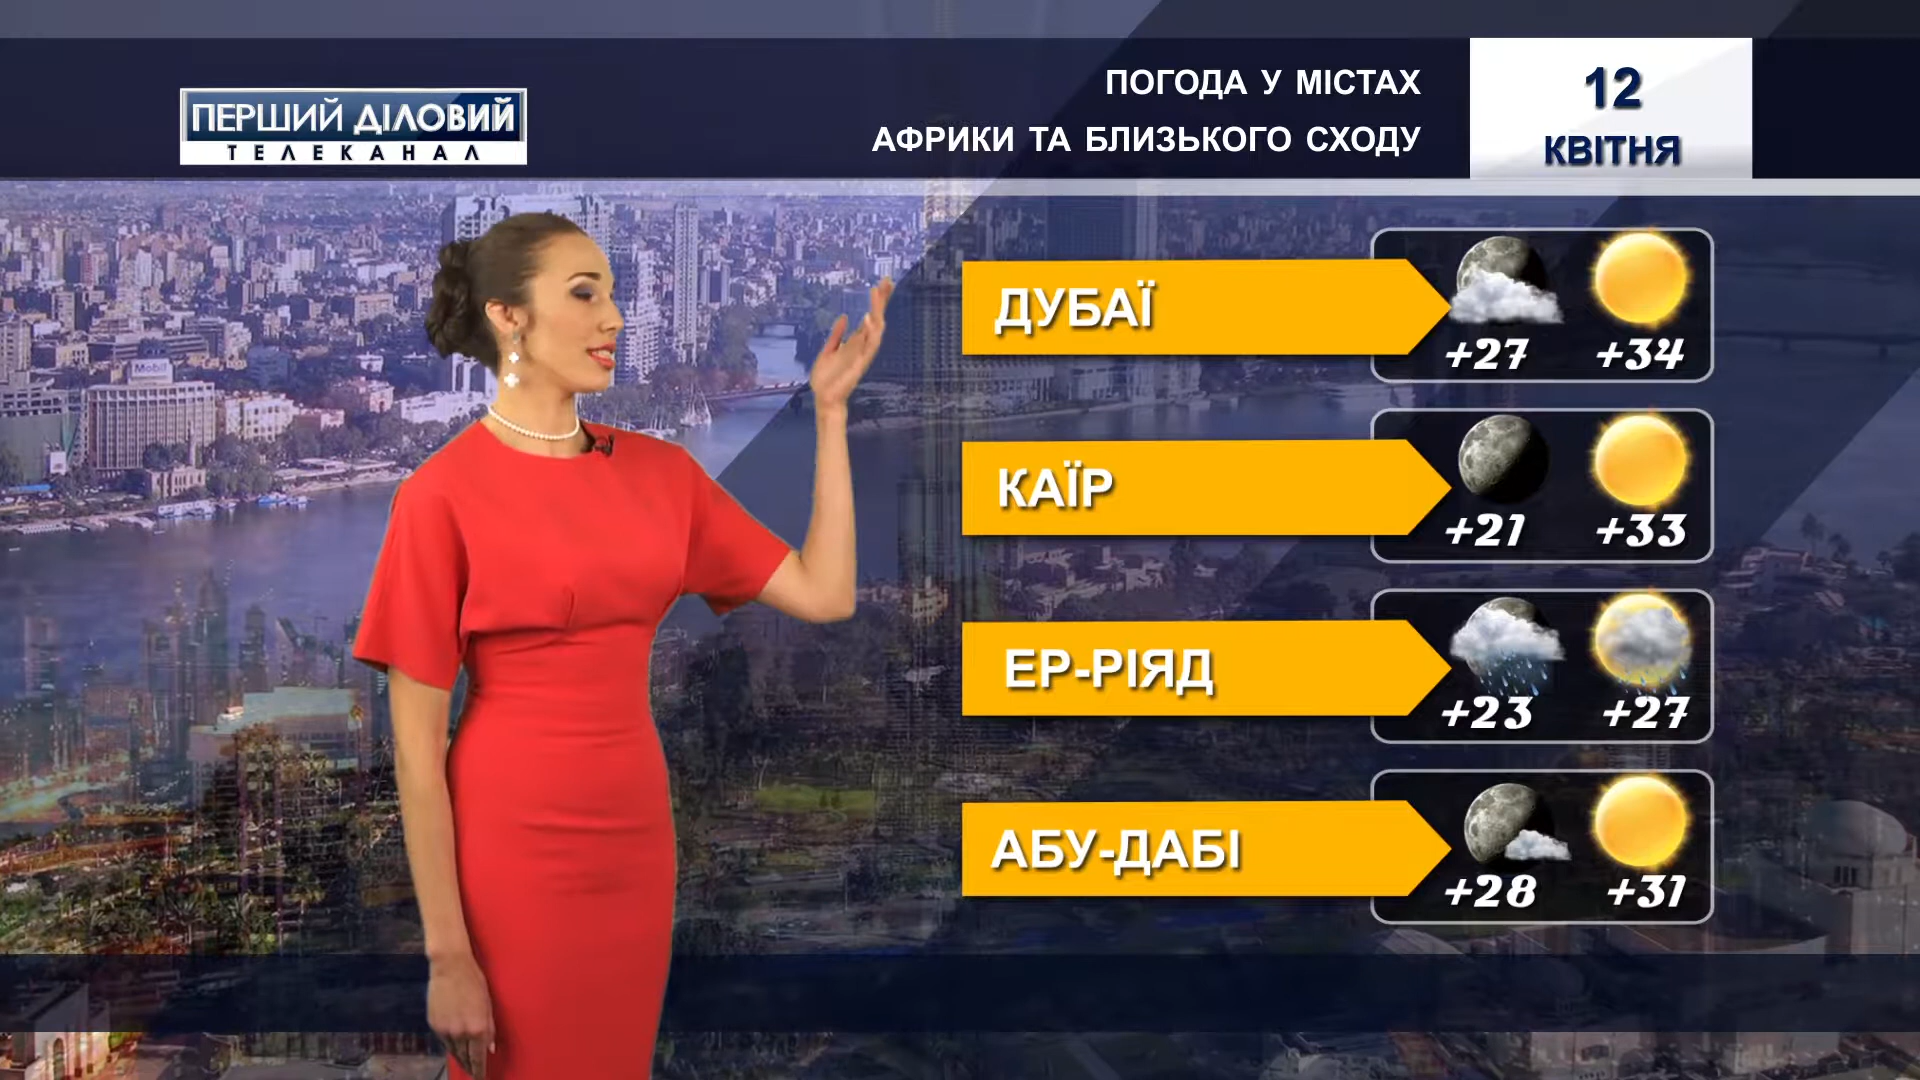 ПЕРШИЙ ДІЛОВИЙ
ТЕЛЕКАНАЛ
ПОГОДА У МІСТАХ
АФРИКИ ТА БЛИЗЬКОГО СХОДУ
12
КВІТНЯ
ДУБАЇ
+27 +34
КАЇР
+21 +33
ЕР-РІЯД
+23 +27
АБУ-ДАБІ
+28 +31
Mobil